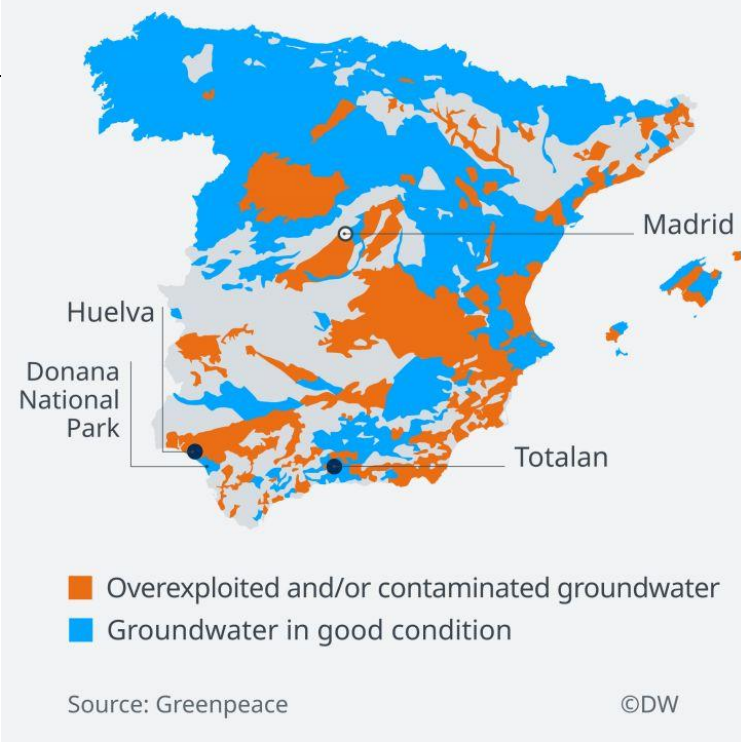 Madrid
Huelva
Donana
National
Park
Totalan
Overexploited and/or contaminated groundwater
Groundwater in good condition
Source: Greenpeace
©DW